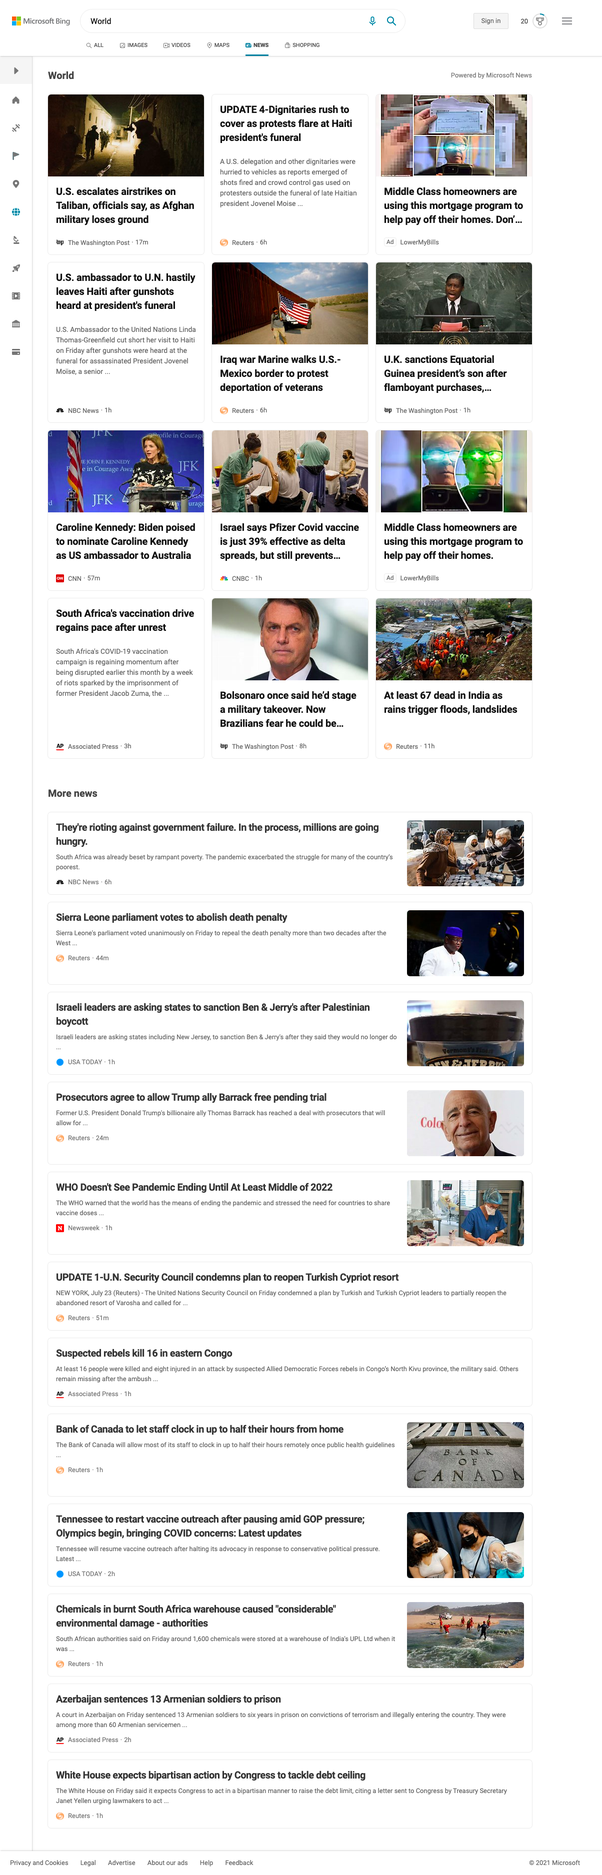 Microsoft Bing
World
Sign in
20
ALL
IMAGES
VIDEOS
MAPS
NEWS
SHOPPING
World
Powered by Microsoft News
U.S. escalates airstrikes on
Taliban, officials say, as Afghan
military loses ground
The Washington Post · 17m
UPDATE 4-Dignitaries rush to
cover as protests flare at Haiti
president's funeral
A U.S. delegation and other dignitaries were
hurried to vehicles as reports emerged of
shots fired and crowd control gas used on
protesters outside the funeral of late Haitian
president Jovenel Moise ...
Reuters · 6h
Middle Class homeowners are
using this mortgage program to
help pay off their homes. Don'...
Ad LowerMyBills
U.S. ambassador to U.N. hastily
leaves Haiti after gunshots
heard at president's funeral
U.S. Ambassador to the United Nations Linda
Thomas-Greenfield cut short her visit to Haiti
on Friday after gunshots were heard at the
funeral for assassinated President Jovenel
Moïse, a senior ...
NBC News · 1h
Iraq war Marine walks U.S.-
Mexico border to protest
deportation of veterans
Reuters · 6h
U.K. sanctions Equatorial
Guinea president's son after
flamboyant purchases,...
The Washington Post · 1h
JFK
JFK
JFK
Caroline Kennedy: Biden poised
to nominate Caroline Kennedy
as US ambassador to Australia
CNN · 57m
Israel says Pfizer Covid vaccine
is just 39% effective as delta
spreads, but still prevents...
CNBC · 1h
Middle Class homeowners are
using this mortgage program to
help pay off their homes.
Ad LowerMyBills
South Africa's vaccination drive
regains pace after unrest
South Africa's COVID-19 vaccination
campaign is regaining momentum after
being disrupted earlier this month by a week
of riots sparked by the imprisonment of
former President Jacob Zuma, the ...
AP Associated Press · 3h
Bolsonaro once said he'd stage
a military takeover. Now
Brazilians fear he could be...
The Washington Post · 8h
At least 67 dead in India as
rains trigger floods, landslides
Reuters · 11h
More news
They're rioting against government failure. In the process, millions are going
hungry.
South Africa was already beset by rampant poverty. The pandemic exacerbated the struggle for many of the country's
poorest.
NBC News · 6h
Sierra Leone parliament votes to abolish death penalty
Sierra Leone's parliament voted unanimously on Friday to repeal the death penalty more than two decades after the
West ...
Reuters · 44m
Israeli leaders are asking states to sanction Ben & Jerry's after Palestinian
boycott
Israeli leaders are asking states including New Jersey, to sanction Ben & Jerry's after they said they would no longer do
...
USA TODAY · 1h
BEN & JERRY'S
Prosecutors agree to allow Trump ally Barrack free pending trial
Former U.S. President Donald Trump's billionaire ally Thomas Barrack has reached a deal with prosecutors that will
allow for ...
Reuters · 24m
Colo
WHO Doesn't See Pandemic Ending Until At Least Middle of 2022
The WHO warned that the world has the means of ending the pandemic and stressed the need for countries to share
vaccine doses ...
N Newsweek · 1h
UPDATE 1-U.N. Security Council condemns plan to reopen Turkish Cypriot resort
NEW YORK, July 23 (Reuters) - The United Nations Security Council on Friday condemned a plan by Turkish and Turkish Cypriot leaders to partially reopen the
abandoned resort of Varosha and called for ...
Reuters · 51m
Suspected rebels kill 16 in eastern Congo
At least 16 people were killed and eight injured in an attack by suspected Allied Democratic Forces rebels in Congo's North Kivu province, the military said. Others
remain missing after the ambush ...
AP Associated Press · 1h
Bank of Canada to let staff clock in up to half their hours from home
The Bank of Canada will allow most of its staff to clock in up to half their hours remotely once public health guidelines
...
Reuters · 1h
BANK
OF
CANADA
Tennessee to restart vaccine outreach after pausing amid GOP pressure;
Olympics begin, bringing COVID concerns: Latest updates
Tennessee will resume vaccine outreach after halting its advocacy in response to conservative political pressure.
Latest ...
USA TODAY · 2h
Chemicals in burnt South Africa warehouse caused "considerable"
environmental damage - authorities
South African authorities said on Friday around 1,600 chemicals were stored at a warehouse of India's UPL Ltd when it
was ...
Reuters · 1h
Azerbaijan sentences 13 Armenian soldiers to prison
A court in Azerbaijan on Friday sentenced 13 Armenian soldiers to six years in prison on convictions of terrorism and illegally entering the country. They were
among more than 60 Armenian servicemen ...
AP Associated Press · 2h
White House expects bipartisan action by Congress to tackle debt ceiling
The White House on Friday said it expects Congress to act in a bipartisan manner to raise the debt limit, citing a letter sent to Congress by Treasury Secretary
Janet Yellen urging lawmakers to act ...
Reuters · 1h
Privacy and Cookies
Legal
Advertise
About our ads
Help
Feedback
© 2021 Microsoft